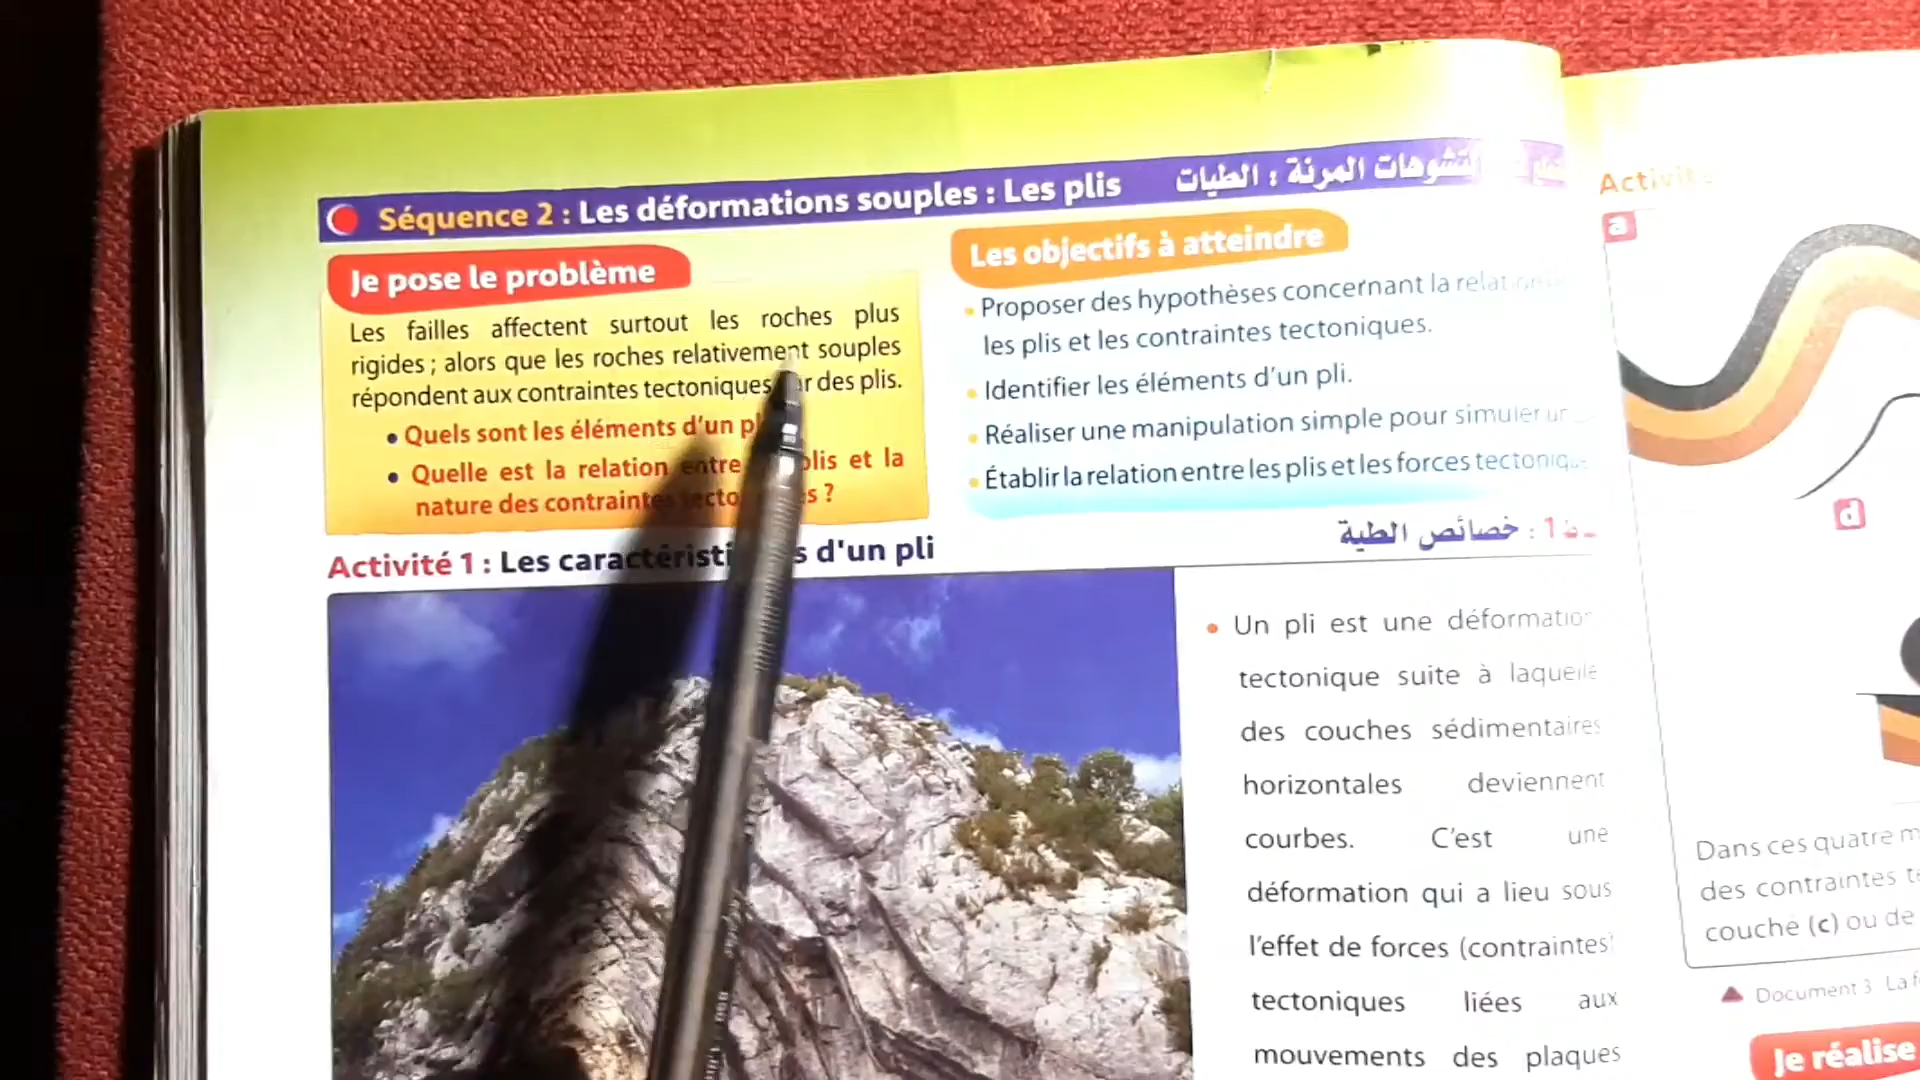 Séquence 2 : Les déformations souples : Les plis
التشوهات المرنة : الطيات
Je pose le problème
Les failles affectent surtout les roches plus
rigides ; alors que les roches relativement souples
répondent aux contraintes tectoniques des plis.
• Quels sont les éléments d'un
• Quelle est la relation entre plis et la
nature des contraintes ?
Les objectifs à atteindre
• Proposer des hypothèses concernant la
les plis et les contraintes tectoniques.
• Identifier les éléments d'un pli.
• Réaliser une manipulation simple pour simuler
• Établir la relation entre les plis et les forces
Activité 1 : Les d'un pli
1 : خصائص الطية
• Un pli est une déformation
tectonique suite à laquelle
des couches sédimentaires
horizontales deviennent
courbes. C'est une
déformation qui a lieu sous
l'effet de forces (contraintes)
tectoniques liées aux
mouvements des plaques
Activité
a
d
Dans ces quatre
des contraintes
couche (c) ou de
Document 3 La
Je réalise